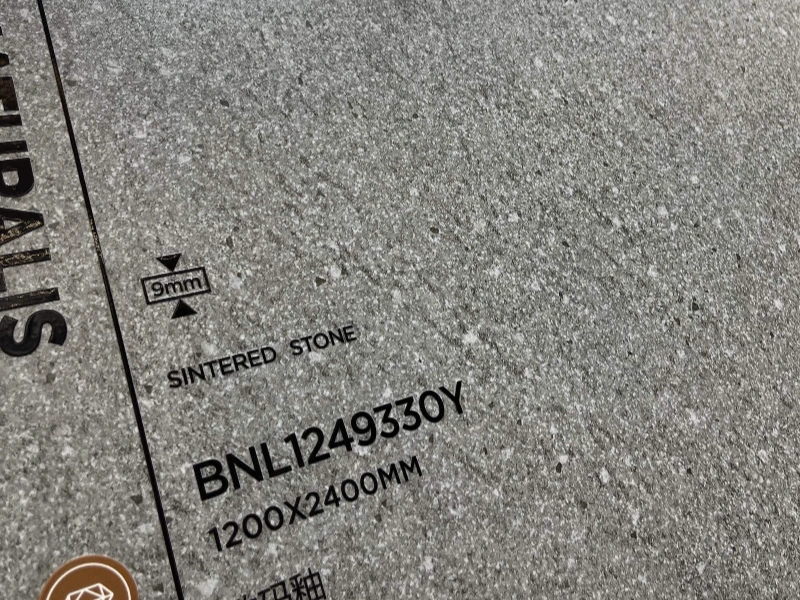 9mm
SINTERED STONE
BNL1249330Y
1200X2400MM